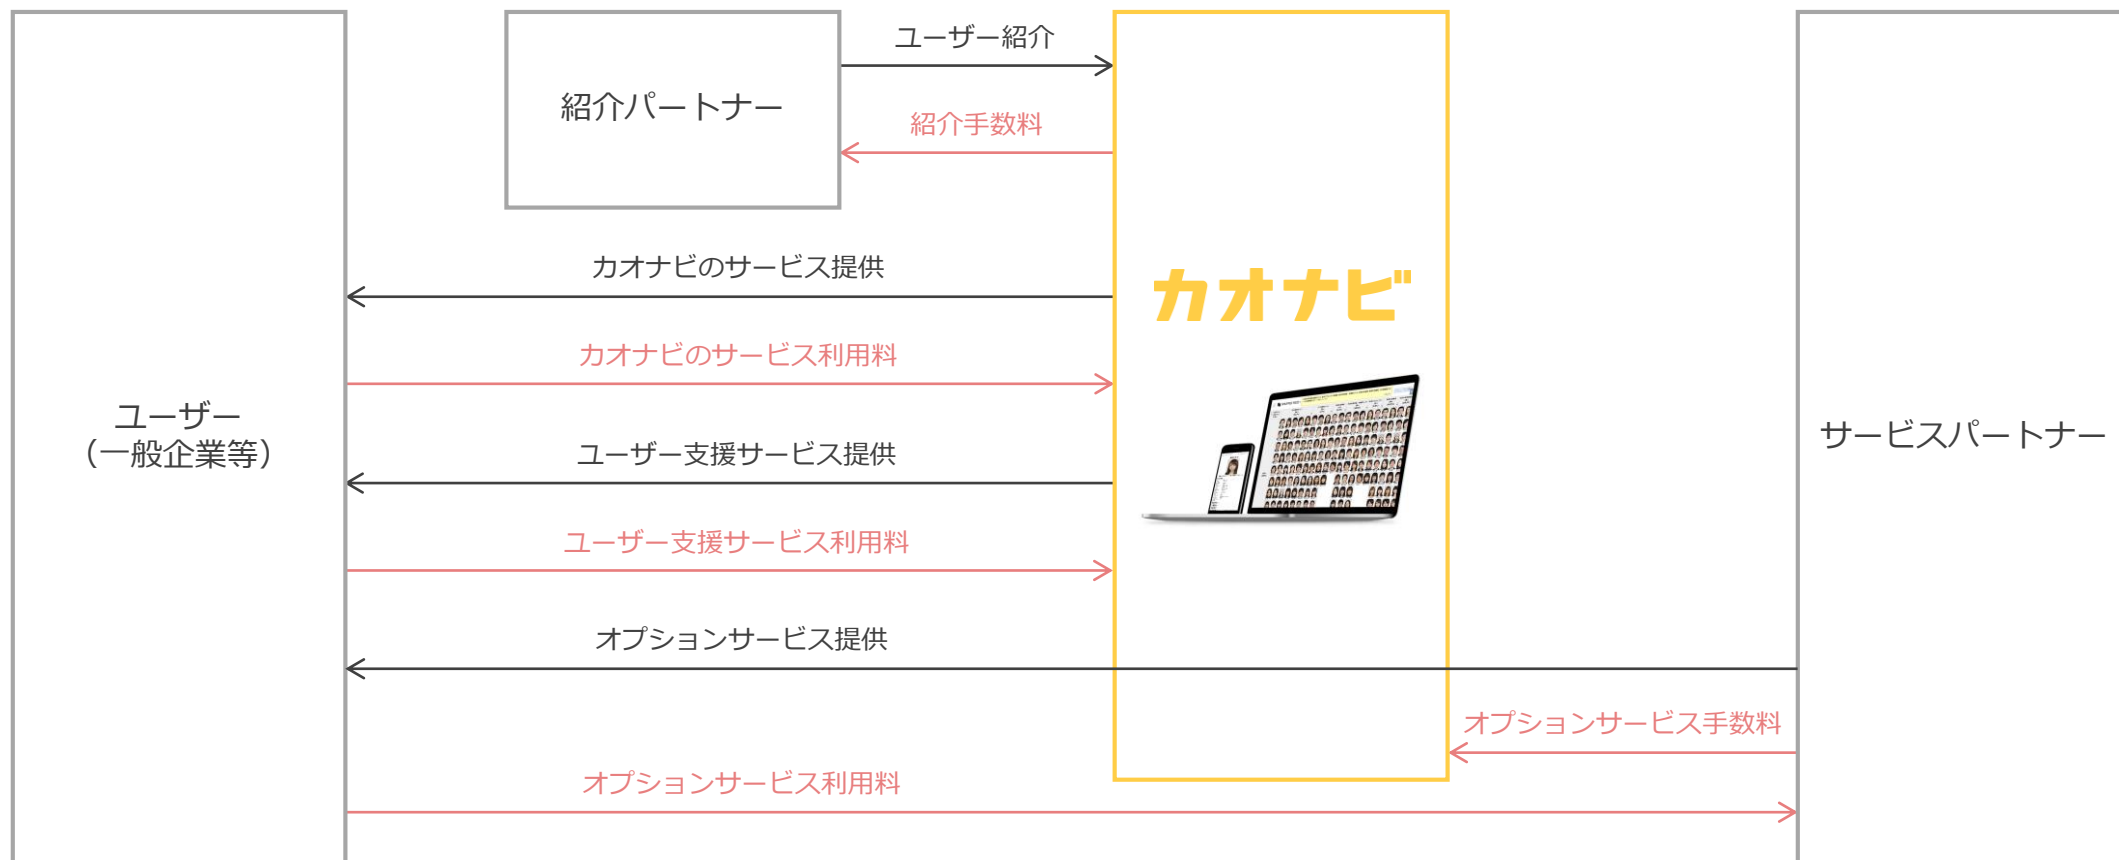 ユーザー紹介
紹介パートナー
紹介手数料
カオナビのサービス提供
カオナビ
カオナビのサービス利用料
ユーザー
（一般企業等）
サービスパートナー
ユーザー支援サービス提供
ユーザー支援サービス利用料
オプションサービス提供
オプションサービス手数料
オプションサービス利用料